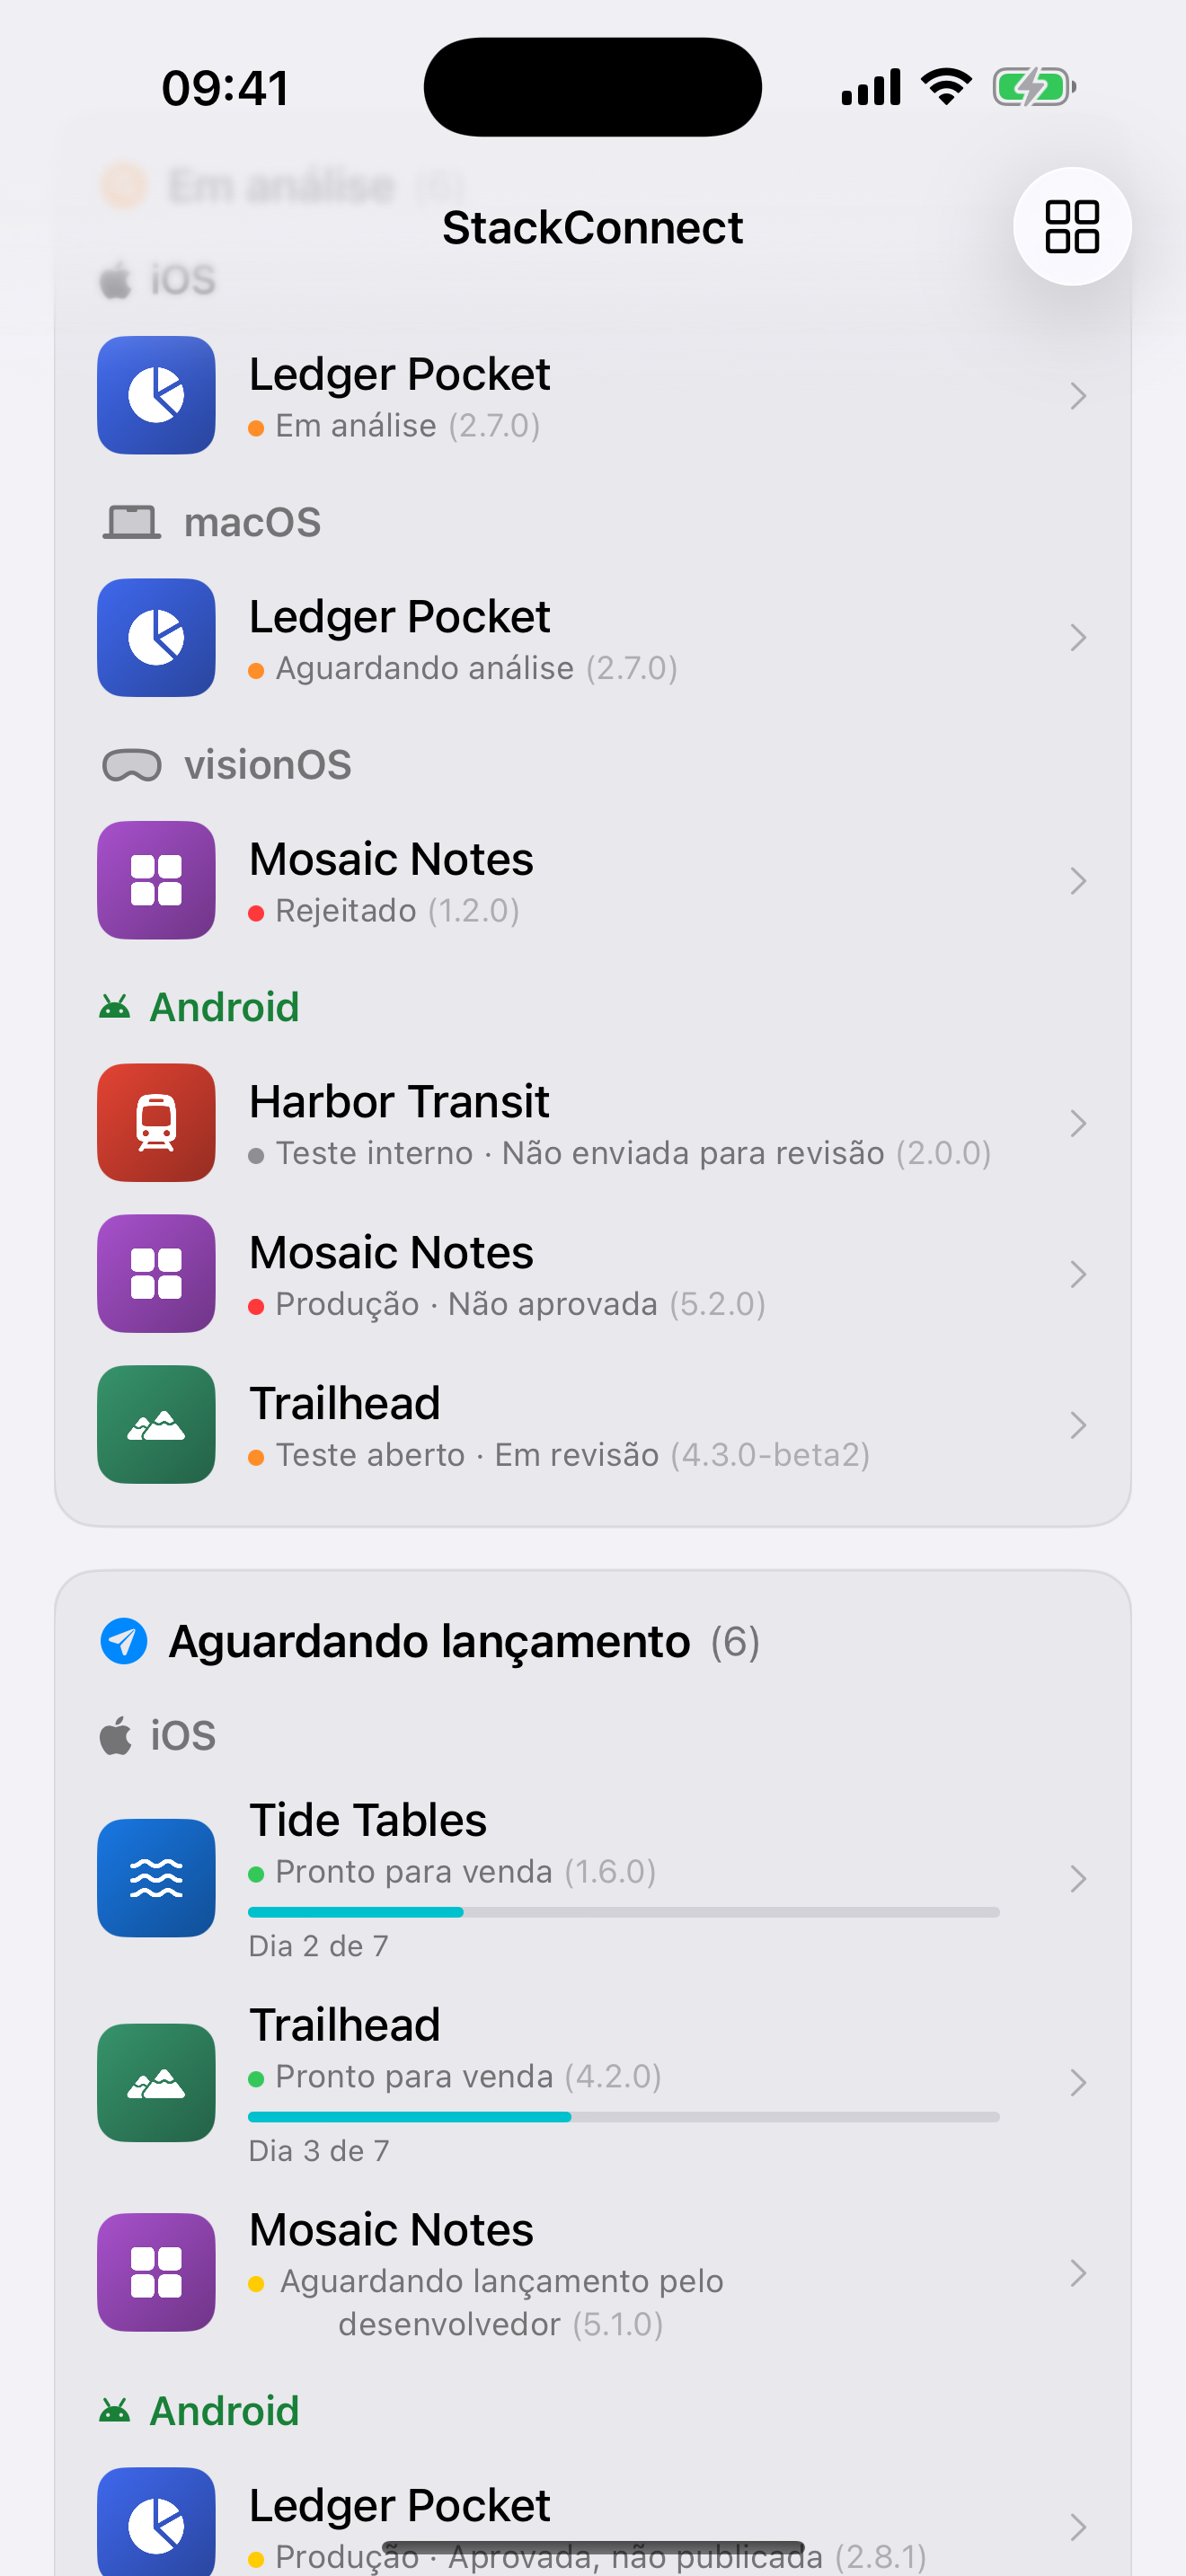 09:41
Em análise (6)
StackConnect
iOS
Ledger Pocket
Em análise (2.7.0)
macOS
Ledger Pocket
Aguardando análise (2.7.0)
visionOS
Mosaic Notes
Rejeitado (1.2.0)
Android
Harbor Transit
Teste interno · Não enviada para revisão (2.0.0)
Mosaic Notes
Produção · Não aprovada (5.2.0)
Trailhead
Teste aberto · Em revisão (4.3.0-beta2)
Aguardando lançamento (6)
iOS
Tide Tables
Pronto para venda (1.6.0)
Dia 2 de 7
Trailhead
Pronto para venda (4.2.0)
Dia 3 de 7
Mosaic Notes
Aguardando lançamento pelo
desenvolvedor (5.1.0)
Android
Ledger Pocket
Produção · Aprovada, não publicada (2.8.1)